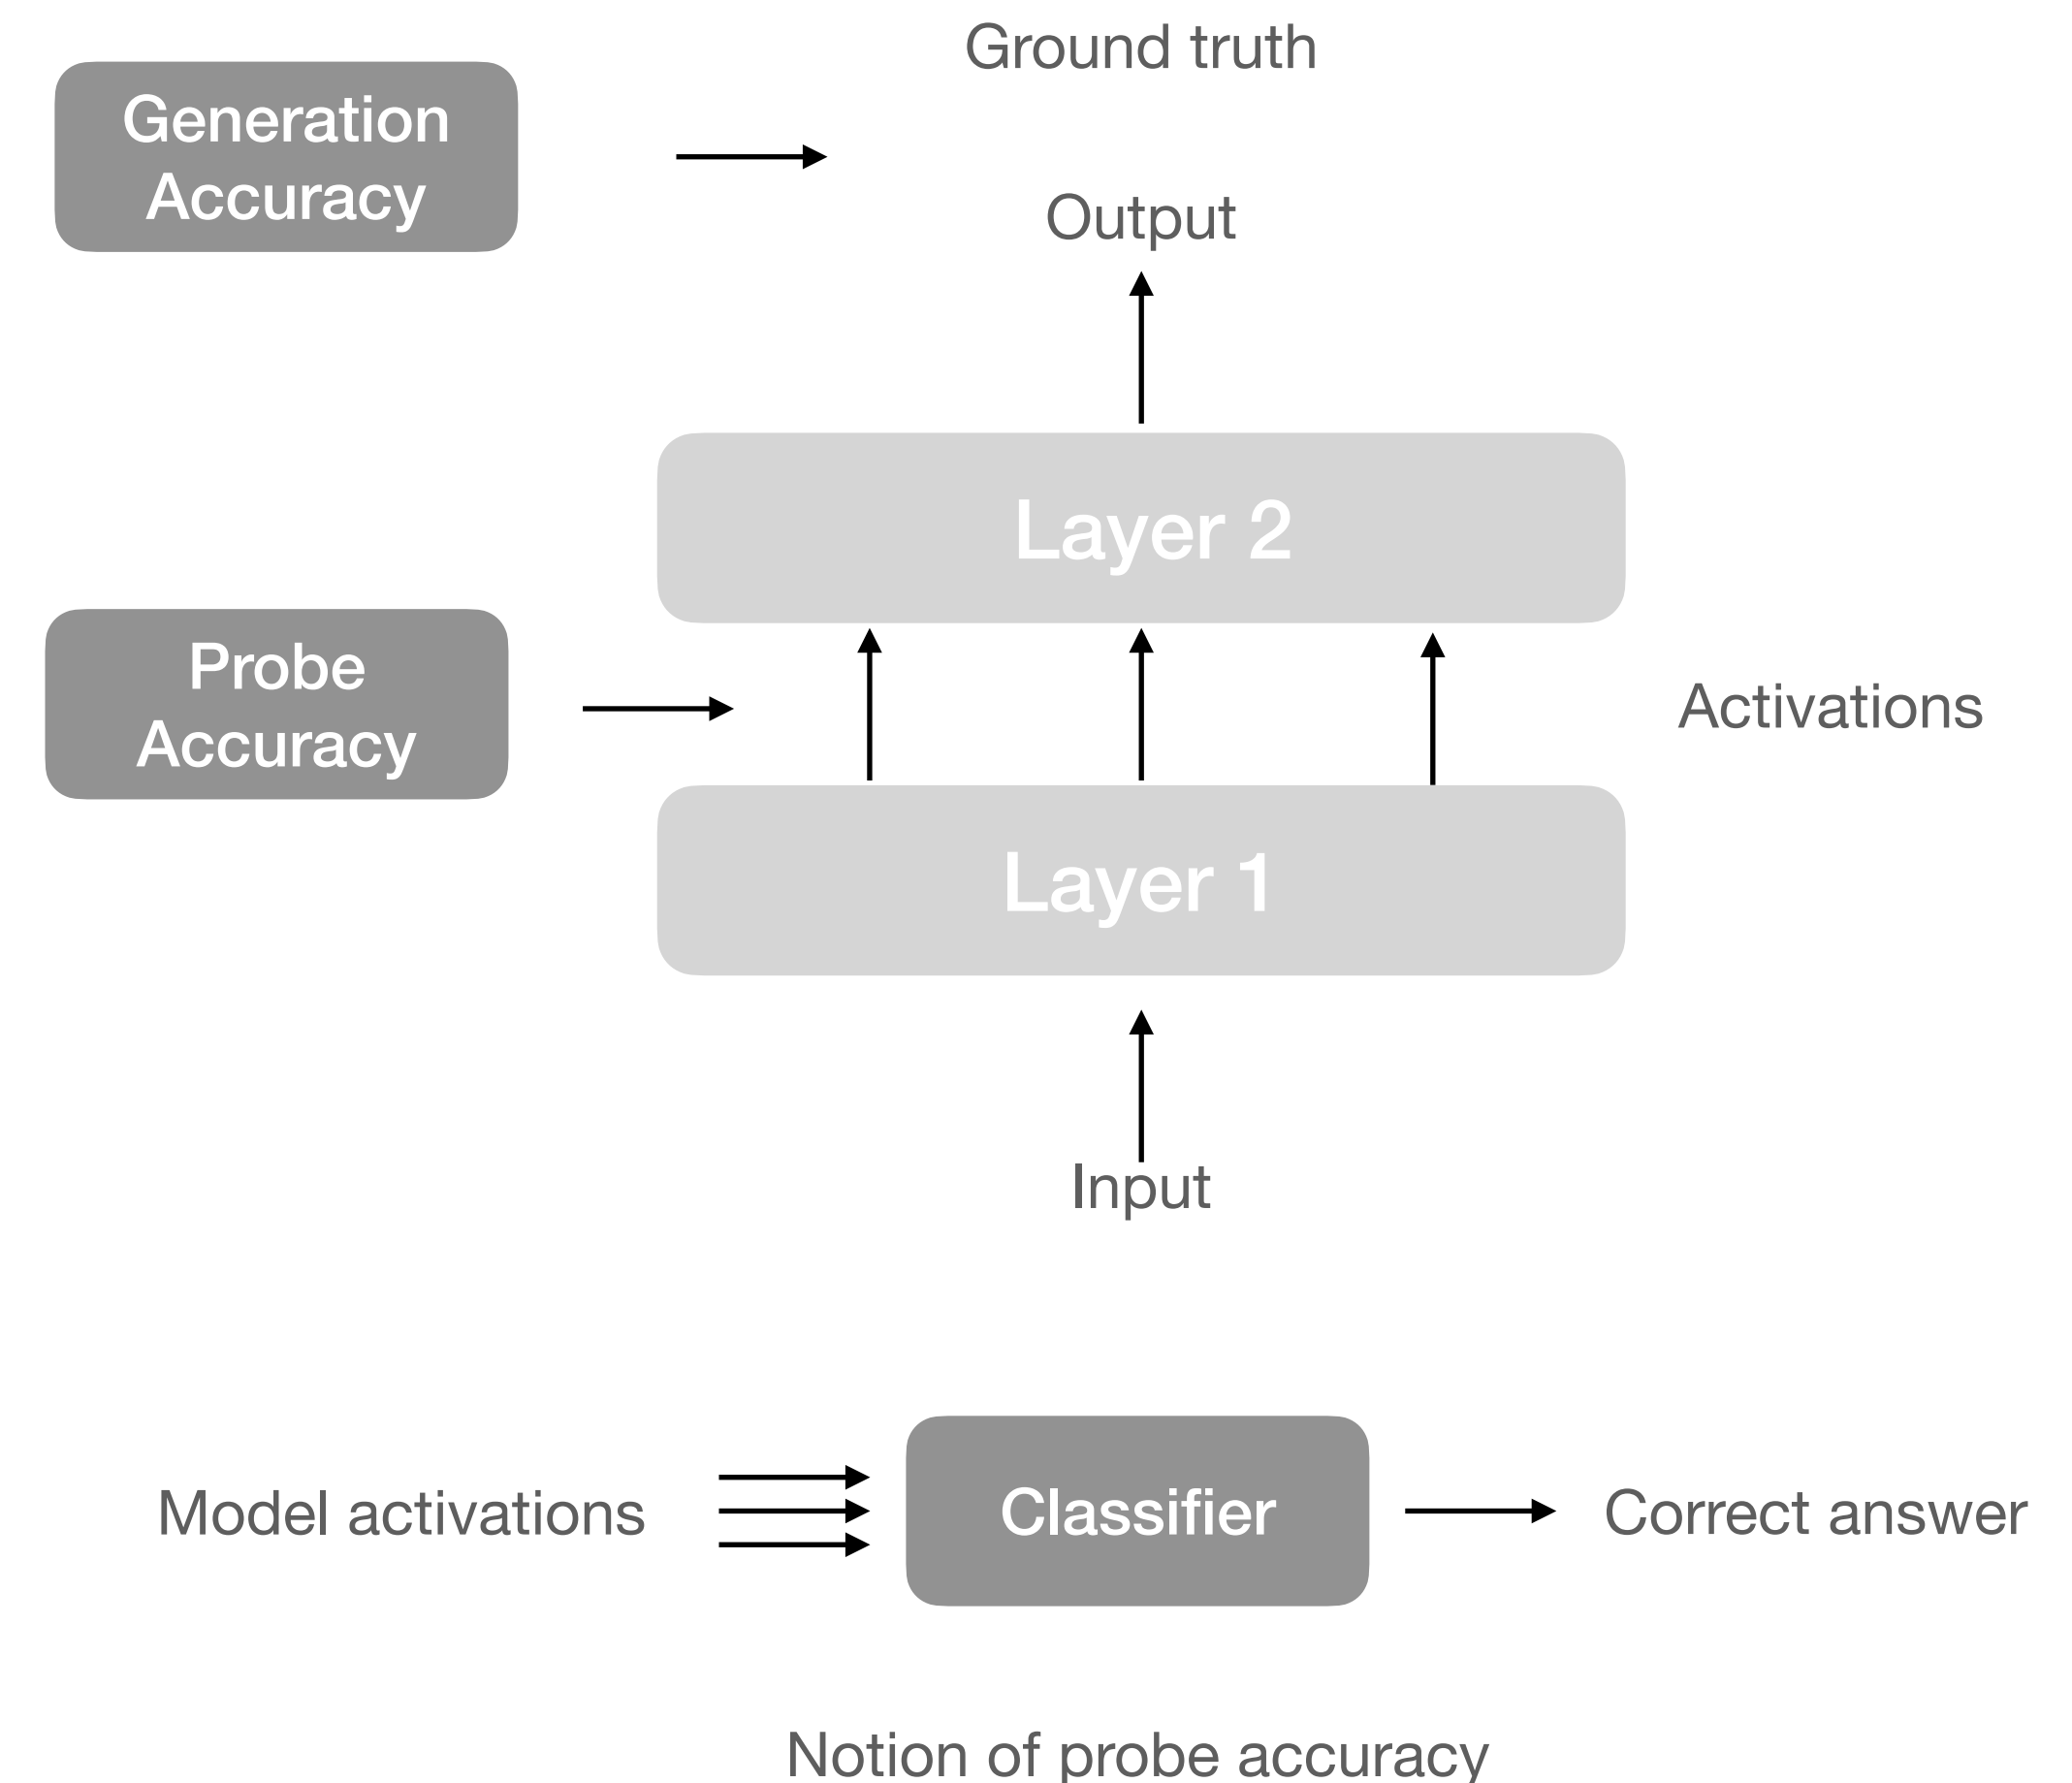 Ground truth
Generation
Accuracy
Output
Layer 2
Probe
Accuracy
Activations
Layer 1
Input
Model activations
Classifier
Correct answer
Notion of probe accuracy